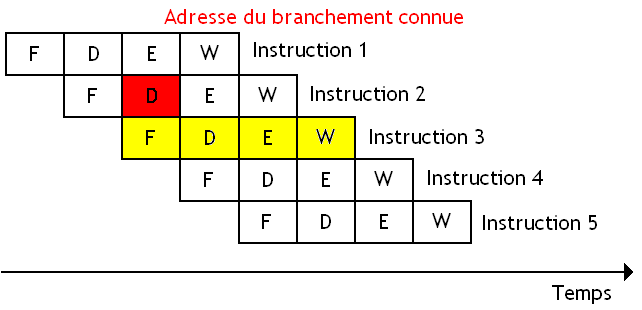 Adresse du branchement connue
F D E W Instruction 1
F D E W Instruction 2
F D E W Instruction 3
F D E W Instruction 4
F D E W Instruction 5
Temps